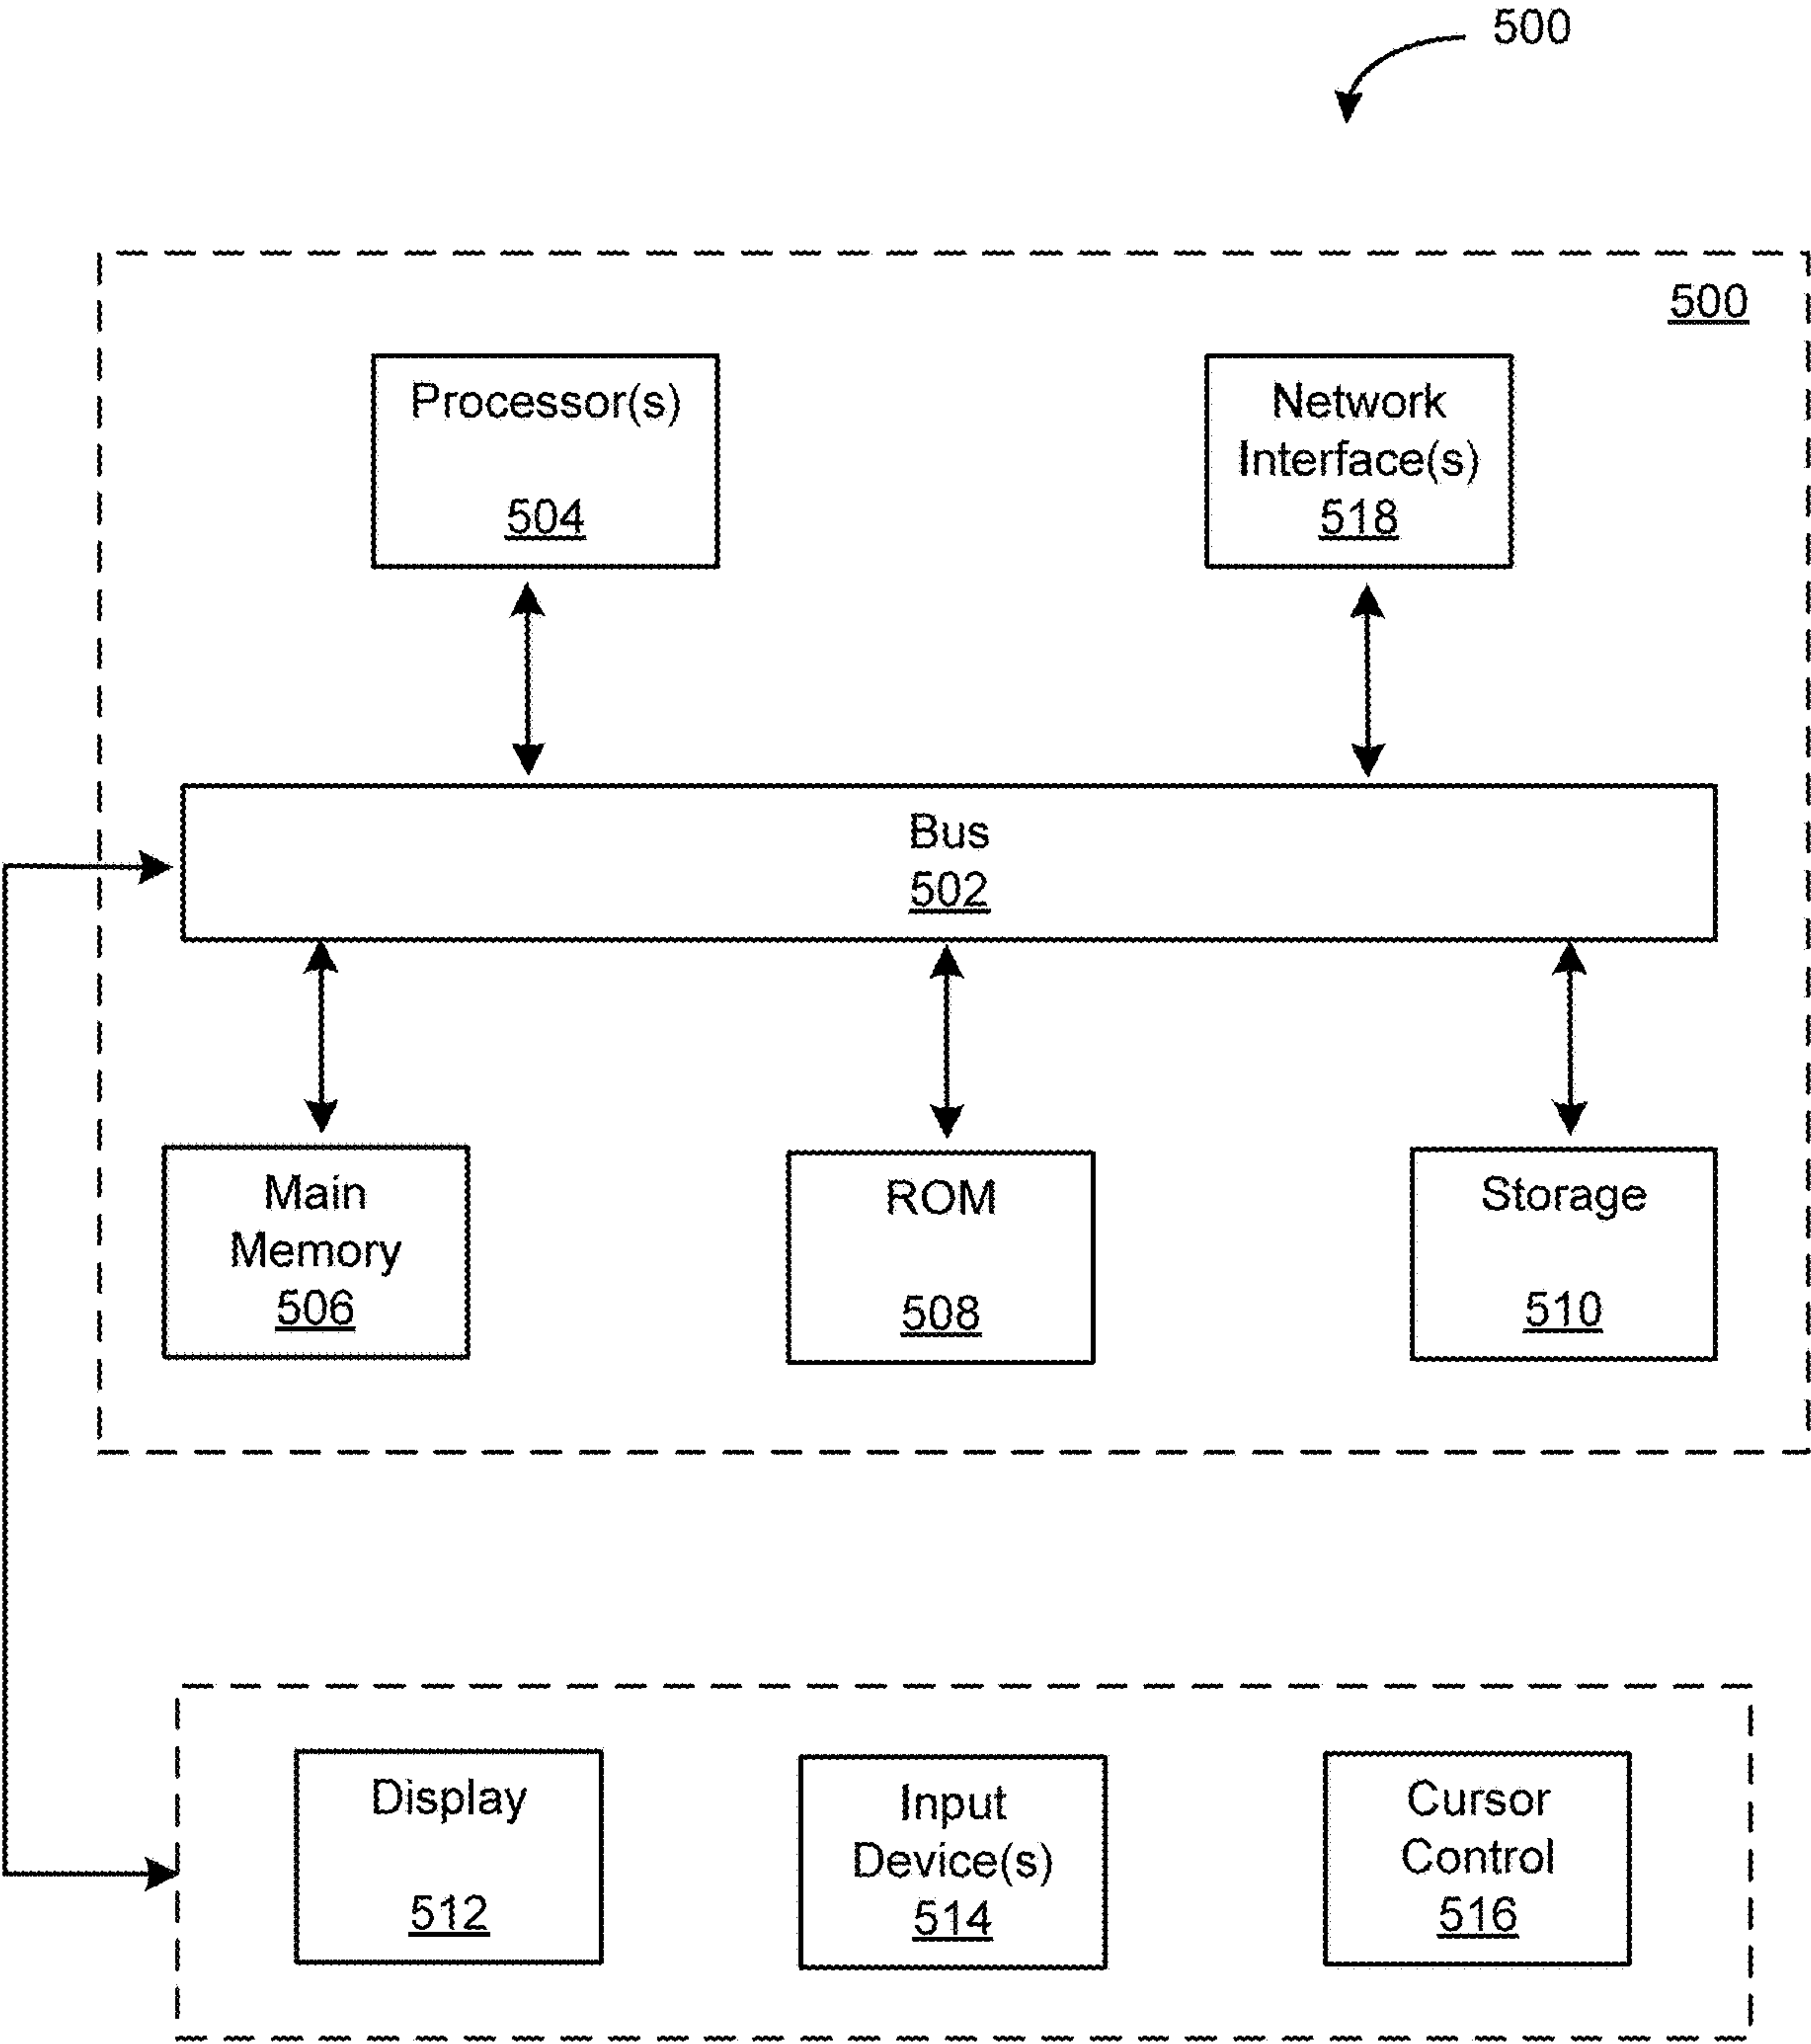 500
500
Processor(s)
504
Network
Interface(s)
518
Bus
502
Main
Memory
506
ROM
508
Storage
510
Display
512
Input
Device(s)
514
Cursor
Control
516